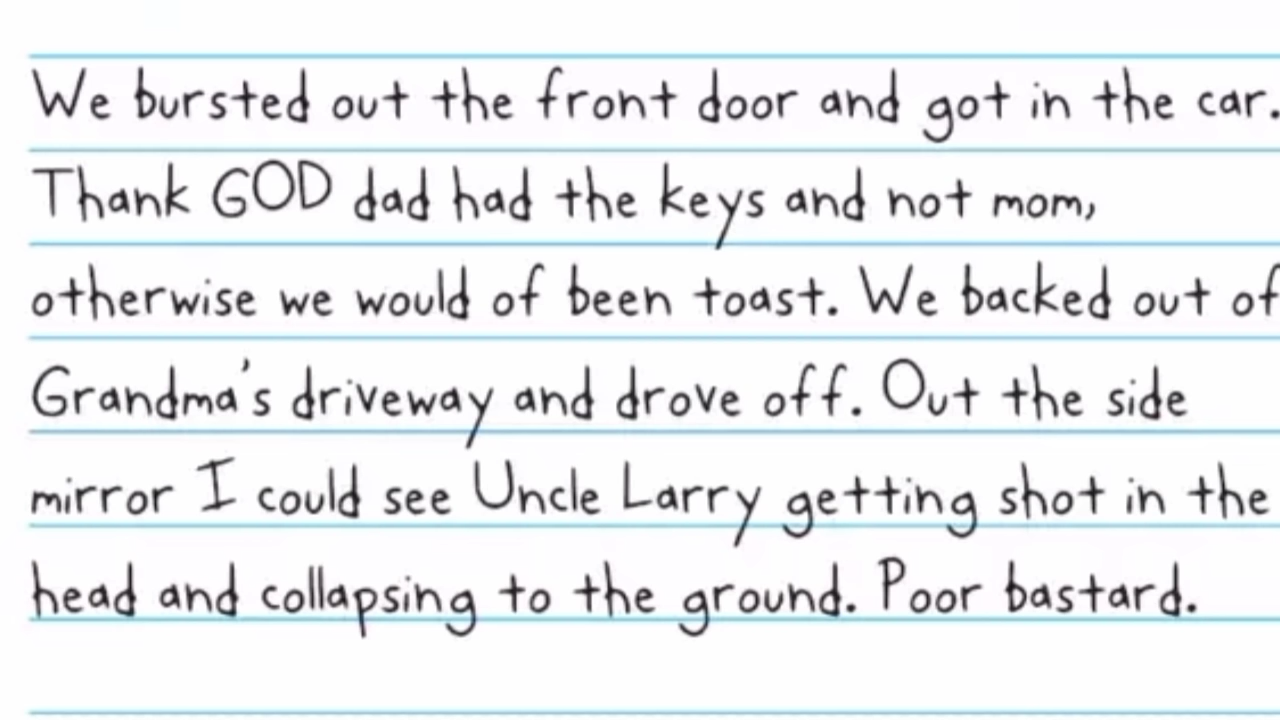 We bursted out the front door and got in the car.
Thank GOD dad had the keys and not mom,
otherwise we would of been toast. We backed out of
Grandma's driveway and drove off. Out the side
mirror I could see Uncle Larry getting shot in the
head and collapsing to the ground. Poor bastard.